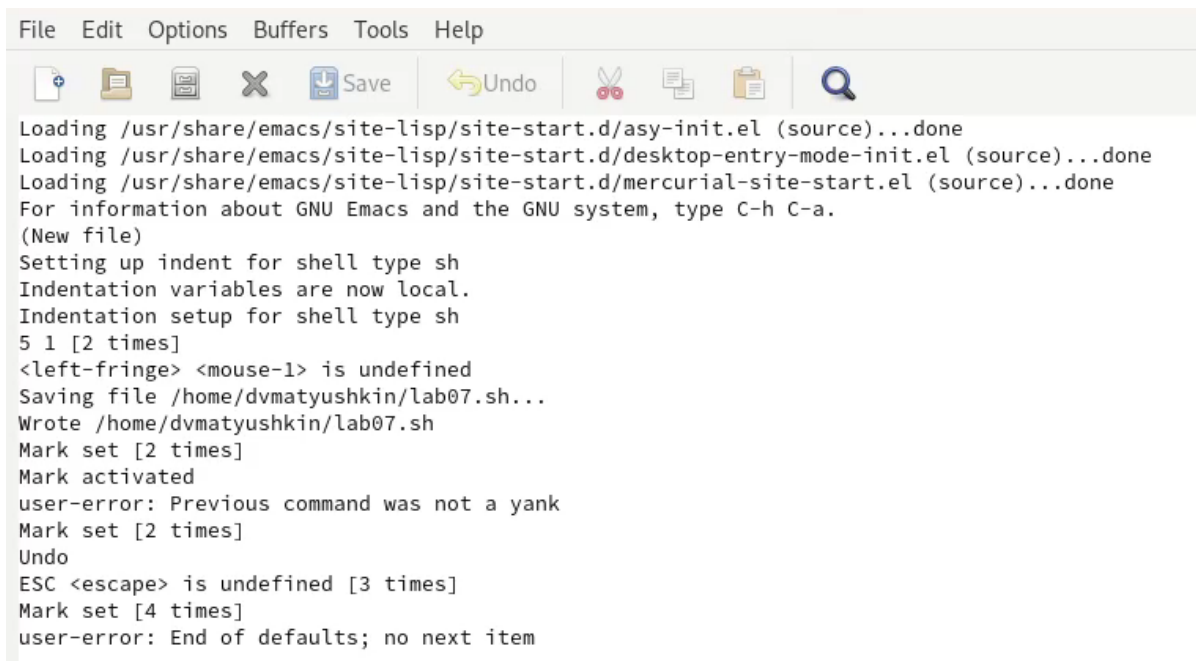 File Edit Options Buffers Tools Help
Save Undo
Loading /usr/share/emacs/site-lisp/site-start.d/asy-init.el (source)...done
Loading /usr/share/emacs/site-lisp/site-start.d/desktop-entry-mode-init.el (source)...done
Loading /usr/share/emacs/site-lisp/site-start.d/mercurial-site-start.el (source)...done
For information about GNU Emacs and the GNU system, type C-h C-a.
(New file)
Setting up indent for shell type sh
Indentation variables are now local.
Indentation setup for shell type sh
5 1 [2 times]
<left-fringe> <mouse-1> is undefined
Saving file /home/dvmatyushkin/lab07.sh...
Wrote /home/dvmatyushkin/lab07.sh
Mark set [2 times]
Mark activated
user-error: Previous command was not a yank
Mark set [2 times]
Undo
ESC <escape> is undefined [3 times]
Mark set [4 times]
user-error: End of defaults; no next item